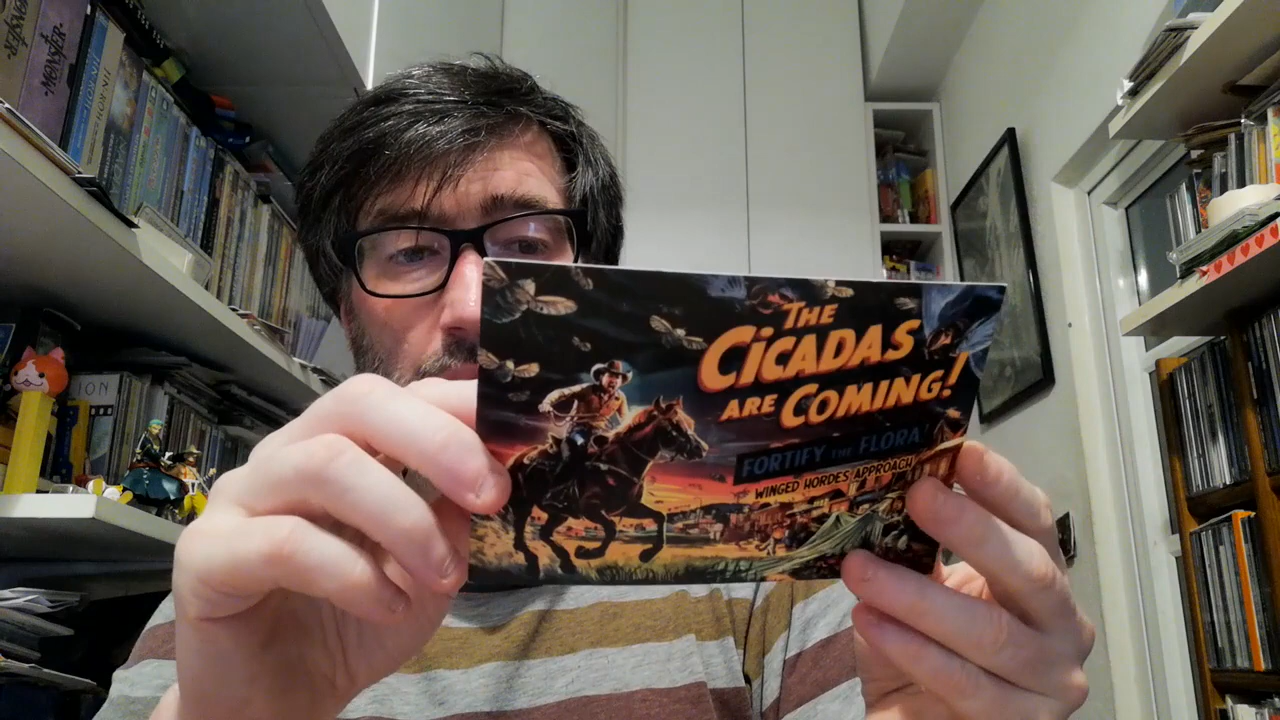 MONSTER
THE
CiCADAS
ARE COMING!
FORTIFY THE FLORA!
WINGED HORDES APPROACH